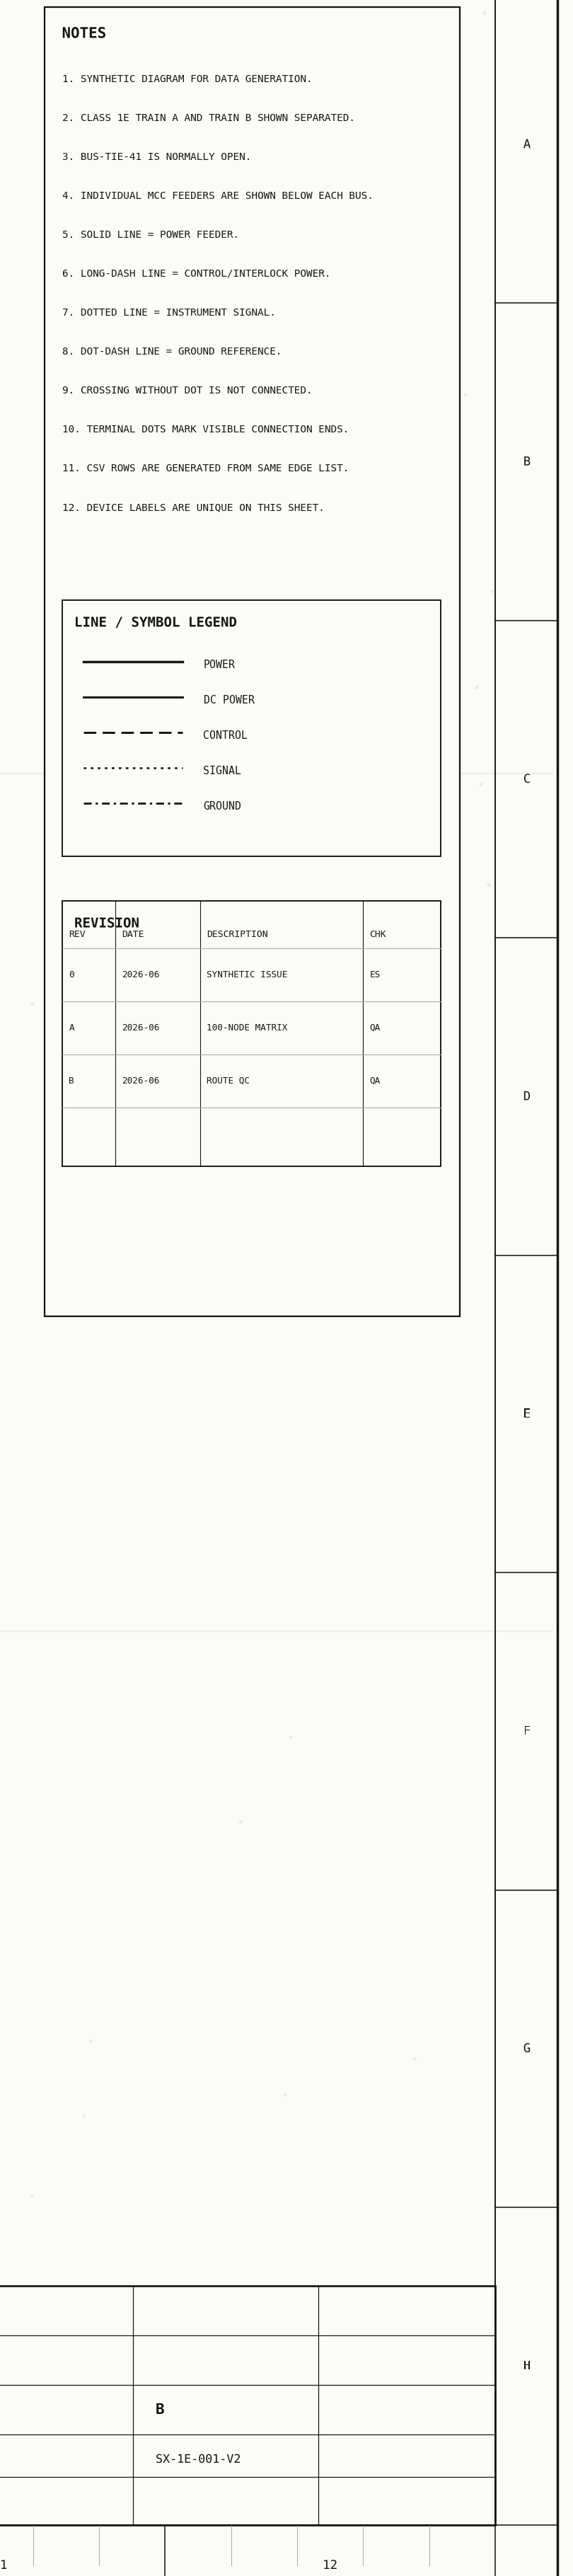 NOTES
1. SYNTHETIC DIAGRAM FOR DATA GENERATION.
2. CLASS 1E TRAIN A AND TRAIN B SHOWN SEPARATED.
3. BUS-TIE-41 IS NORMALLY OPEN.
4. INDIVIDUAL MCC FEEDERS ARE SHOWN BELOW EACH BUS.
5. SOLID LINE = POWER FEEDER.
6. LONG-DASH LINE = CONTROL/INTERLOCK POWER.
7. DOTTED LINE = INSTRUMENT SIGNAL.
8. DOT-DASH LINE = GROUND REFERENCE.
9. CROSSING WITHOUT DOT IS NOT CONNECTED.
10. TERMINAL DOTS MARK VISIBLE CONNECTION ENDS.
11. CSV ROWS ARE GENERATED FROM SAME EDGE LIST.
12. DEVICE LABELS ARE UNIQUE ON THIS SHEET.
LINE / SYMBOL LEGEND
POWER
DC POWER
CONTROL
SIGNAL
GROUND
REVISION
REV DATE DESCRIPTION CHK
0 2026-06 SYNTHETIC ISSUE ES
A 2026-06 100-NODE MATRIX QA
B 2026-06 ROUTE QC QA
A
B
C
D
E
F
G
H
B
SX-1E-001-V2
1 12